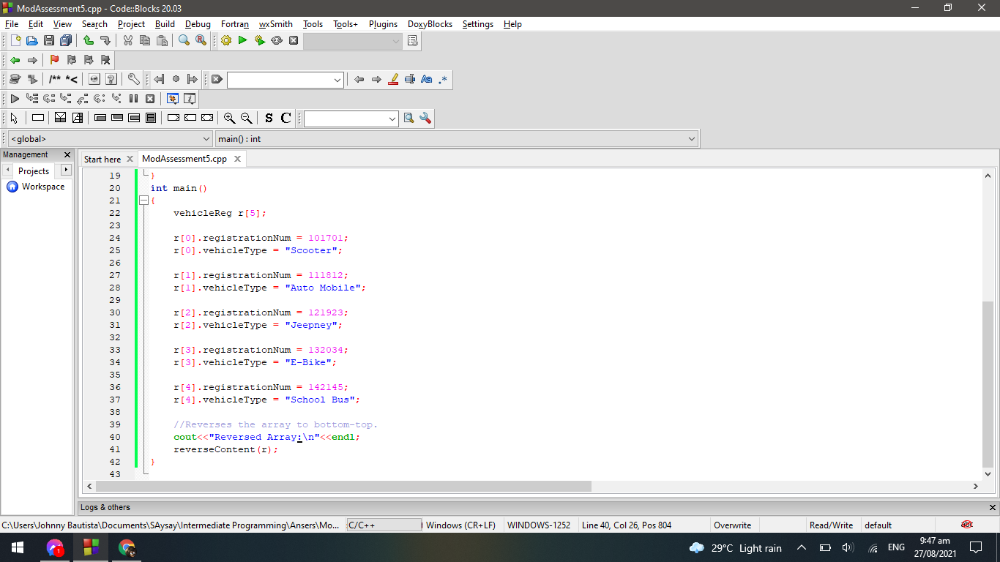 ModAssessment5.cpp - Code::Blocks 20.03
File Edit View Search Project Build Debug Fortran wxSmith Tools Tools+ Plugins DoxyBlocks Settings Help
/** *<
Aa .*
S C
<global> main() : int
Management
Projects
Workspace
Start here ModAssessment5.cpp
19 }
20 int main()
21 {
22 vehicleReg r[5];
23
24 r[0].registrationNum = 101701;
25 r[0].vehicleType = "Scooter";
26
27 r[1].registrationNum = 111812;
28 r[1].vehicleType = "Auto Mobile";
29
30 r[2].registrationNum = 121923;
31 r[2].vehicleType = "Jeepney";
32
33 r[3].registrationNum = 132034;
34 r[3].vehicleType = "E-Bike";
35
36 r[4].registrationNum = 142145;
37 r[4].vehicleType = "School Bus";
38
39 //Reverses the array to bottom-top.
40 cout<<"Reversed Array:\n"<<endl;
41 reverseContent(r);
42 }
43
Logs & others
C:\Users\Johnny Bautista\Documents\SAysay\Intermediate Programming\Ansers\Mo... C/C++ Windows (CR+LF) WINDOWS-1252 Line 40, Col 26, Pos 804 Overwrite Read/Write default abc
1 29°C Light rain ENG 9:47 am
27/08/2021